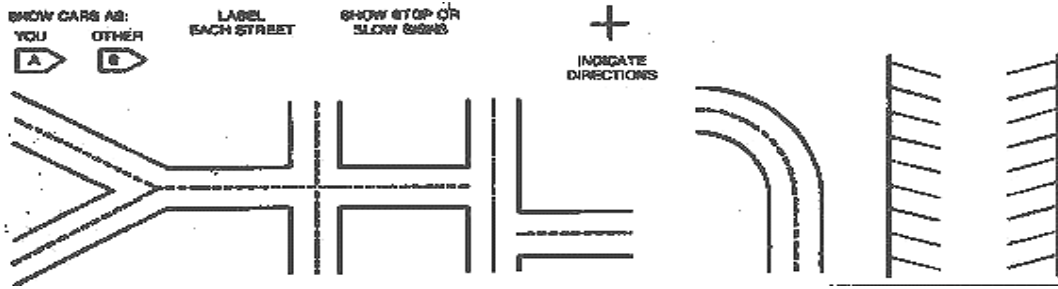 SHOW CARS AS:
YOU OTHER
A B
LABEL
EACH STREET
SHOW STOP OR
SLOW SIGNS
INDICATE
DIRECTIONS